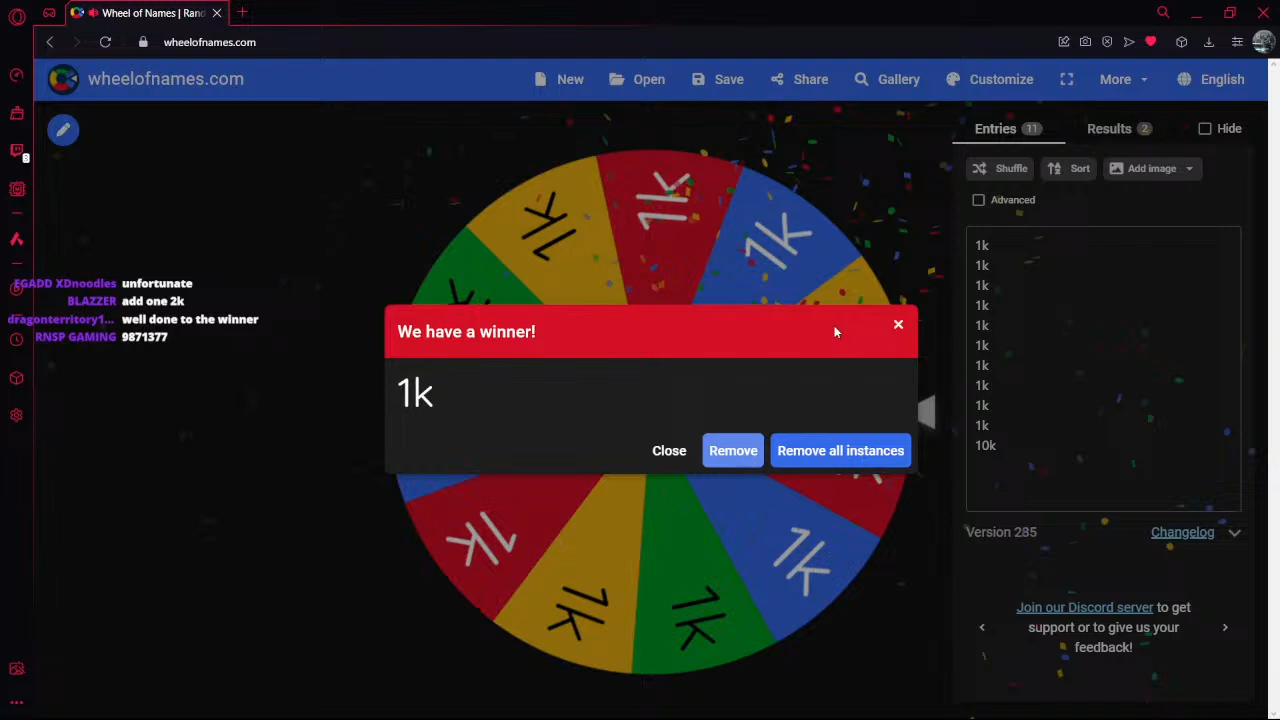 Wheel of Names | Rand
wheelofnames.com
wheelofnames.com
New
Open
Save
Share
Gallery
Customize
More
English
Entries 11
Results 2
Hide
Shuffle
Sort
Add image
Advanced
1k
1k
1k
1k
1k
1k
1k
1k
1k
1k
10k
Version 285
Changelog
Join our Discord server to get
support or to give us your
feedback!
EGADD XDnoodles unfortunate
BLAZZER add one 2k
dragonterritory1... well done to the winner
RNSP GAMING 9871377
We have a winner!
1k
Close
Remove
Remove all instances
1k
1k
1k
1k
1k
1k
1k